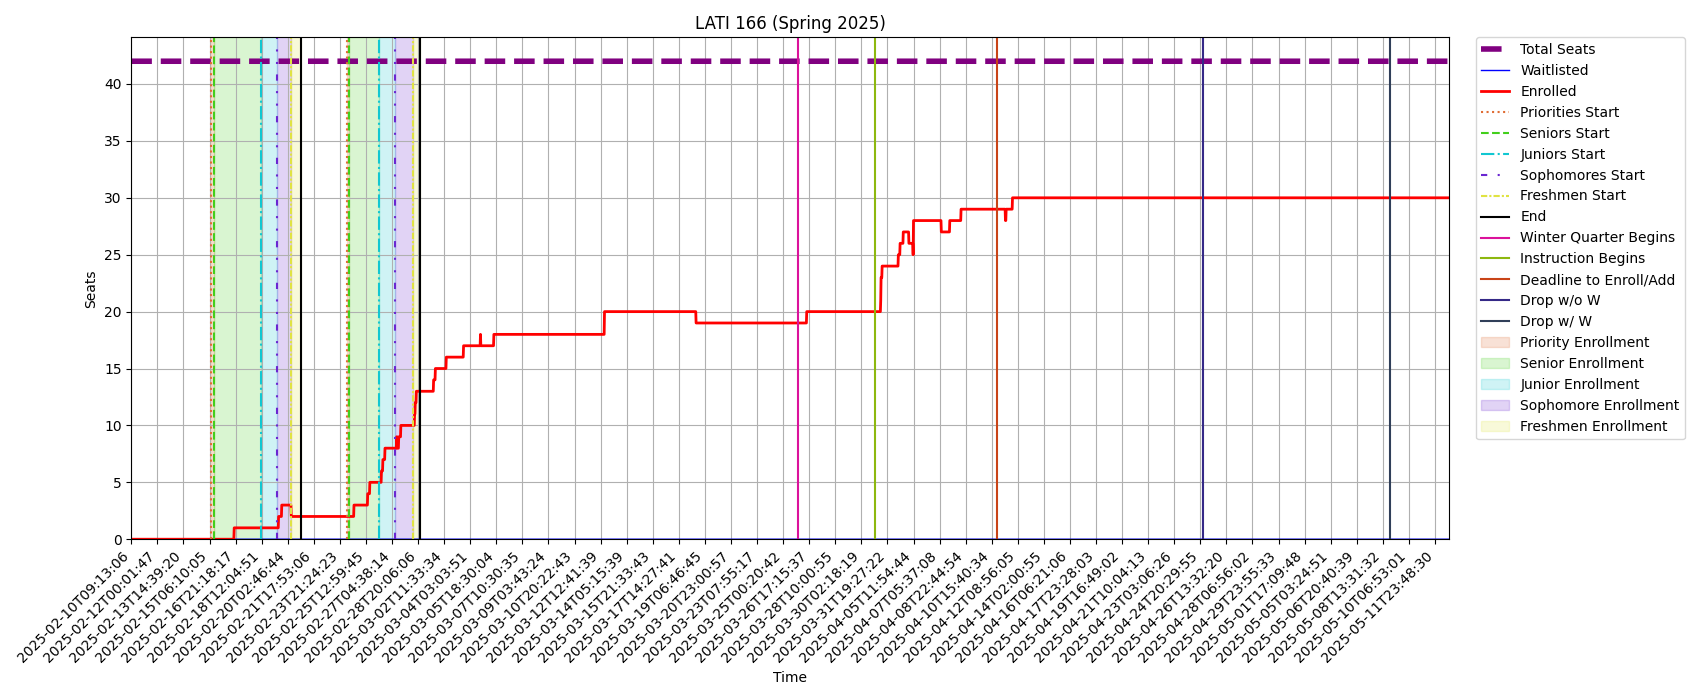 LATI 166 (Spring 2025)
Seats
40
35
30
25
20
15
10
5
0
2025-02-10T09:13:06
2025-02-12T00:01:47
2025-02-13T14:39:20
2025-02-15T06:10:05
2025-02-16T21:18:17
2025-02-18T12:04:51
2025-02-20T02:46:44
2025-02-21T17:53:06
2025-02-23T21:24:23
2025-02-25T12:59:45
2025-02-27T04:38:14
2025-02-28T20:06:06
2025-03-02T11:33:34
2025-03-04T03:03:51
2025-03-05T18:30:04
2025-03-07T10:30:35
2025-03-09T03:43:24
2025-03-10T20:22:43
2025-03-12T12:41:39
2025-03-14T05:15:39
2025-03-15T21:33:43
2025-03-17T14:27:41
2025-03-19T06:46:45
2025-03-20T23:00:57
2025-03-23T07:55:17
2025-03-25T00:20:42
2025-03-26T17:15:37
2025-03-28T10:00:55
2025-03-30T02:18:19
2025-03-31T19:27:22
2025-04-05T11:54:44
2025-04-07T05:37:08
2025-04-08T22:44:54
2025-04-10T15:40:34
2025-04-12T08:56:05
2025-04-14T02:00:55
2025-04-16T06:21:06
2025-04-17T23:28:03
2025-04-19T16:49:02
2025-04-21T10:04:13
2025-04-23T03:06:26
2025-04-24T20:29:55
2025-04-26T13:32:20
2025-04-28T06:56:02
2025-04-29T23:55:33
2025-05-01T17:09:48
2025-05-05T03:24:51
2025-05-06T20:40:39
2025-05-08T13:31:32
2025-05-10T06:53:01
2025-05-11T23:48:30
Time
Total Seats
Waitlisted
Enrolled
Priorities Start
Seniors Start
Juniors Start
Sophomores Start
Freshmen Start
End
Winter Quarter Begins
Instruction Begins
Deadline to Enroll/Add
Drop w/o W
Drop w/ W
Priority Enrollment
Senior Enrollment
Junior Enrollment
Sophomore Enrollment
Freshmen Enrollment